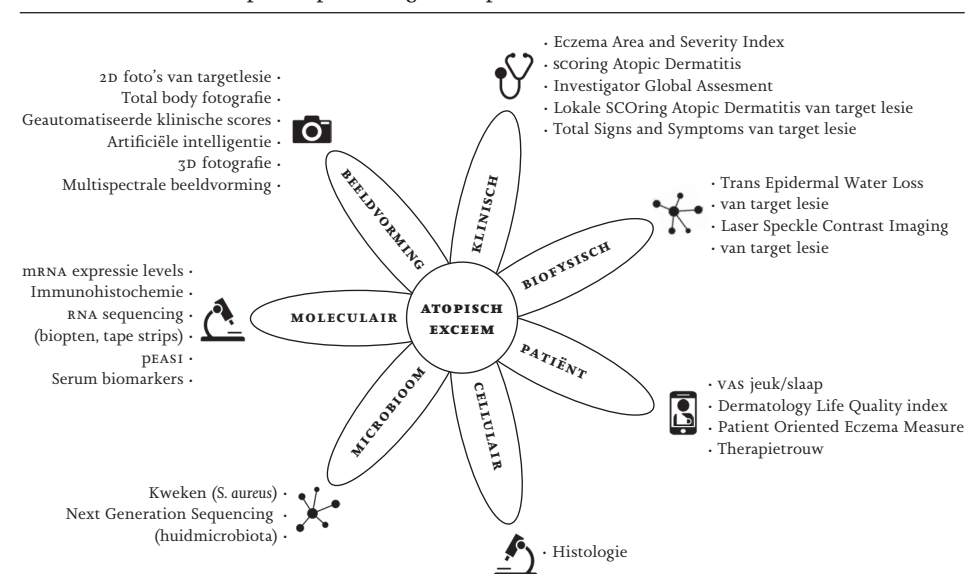 2D foto's van targetlesie ·
Total body fotografie ·
Geautomatiseerde klinische scores ·
Artificiële intelligentie ·
3D fotografie ·
Multispectrale beeldvorming ·
· Eczema Area and Severity Index
· SCOring Atopic Dermatitis
· Investigator Global Assesment
· Lokale SCOring Atopic Dermatitis van target lesie
· Total Signs and Symptoms van target lesie
BEELDVORMING
KLINISCH
· Trans Epidermal Water Loss
· van target lesie
· Laser Speckle Contrast Imaging
· van target lesie
BIOFYSISCH
mRNA expressie levels ·
Immunohistochemie ·
RNA sequencing ·
(biopten, tape strips) ·
pEASI ·
Serum biomarkers ·
MOLECULAIR
ATOPISCH
EXCEEM
PATIËNT
· VAS jeuk/slaap
· Dermatology Life Quality index
· Patient Oriented Eczema Measure
· Therapietrouw
MICROBIOOM
CELLULAIR
Kweken (S. aureus) ·
Next Generation Sequencing ·
(huidmicrobiota) ·
· Histologie